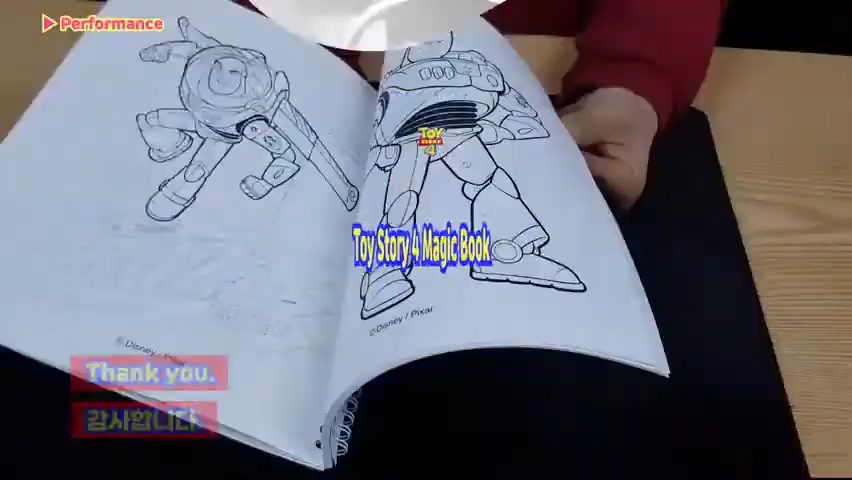 ▶ Performance
TOY
STORY
4
Toy Story 4 Magic Book
©Disney / Pixar
©Disney / Pixar
Thank you.
감사합니다.